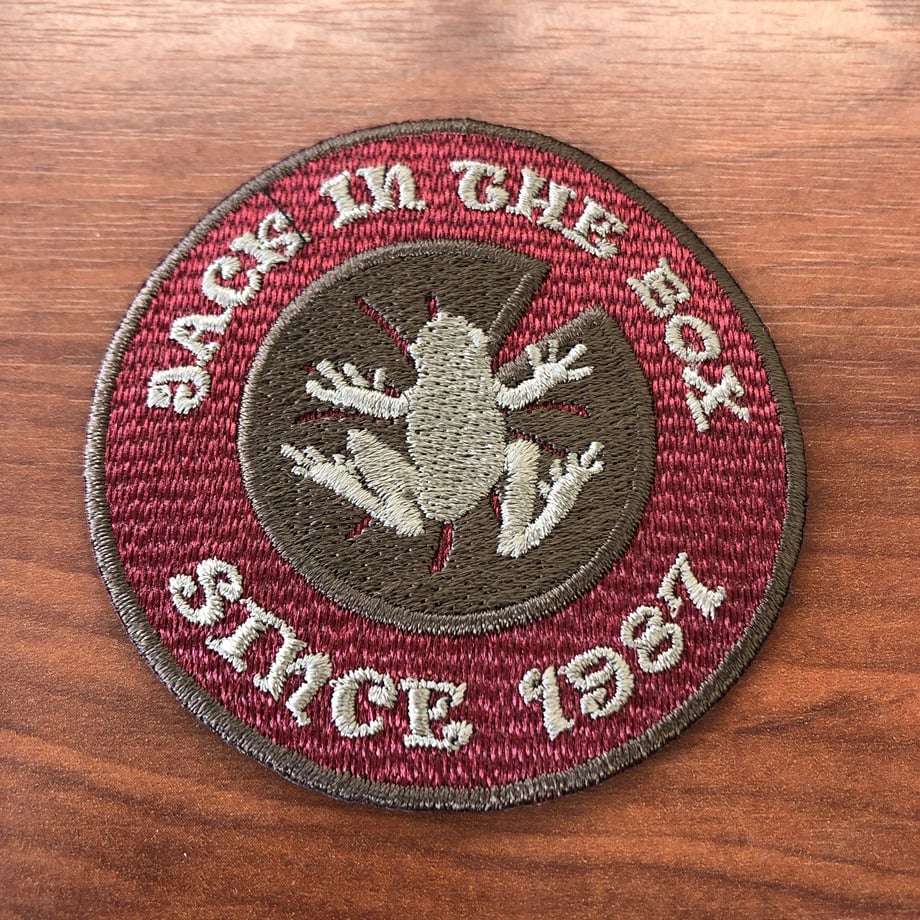 JACK IN THE BOX
SINCE 1987